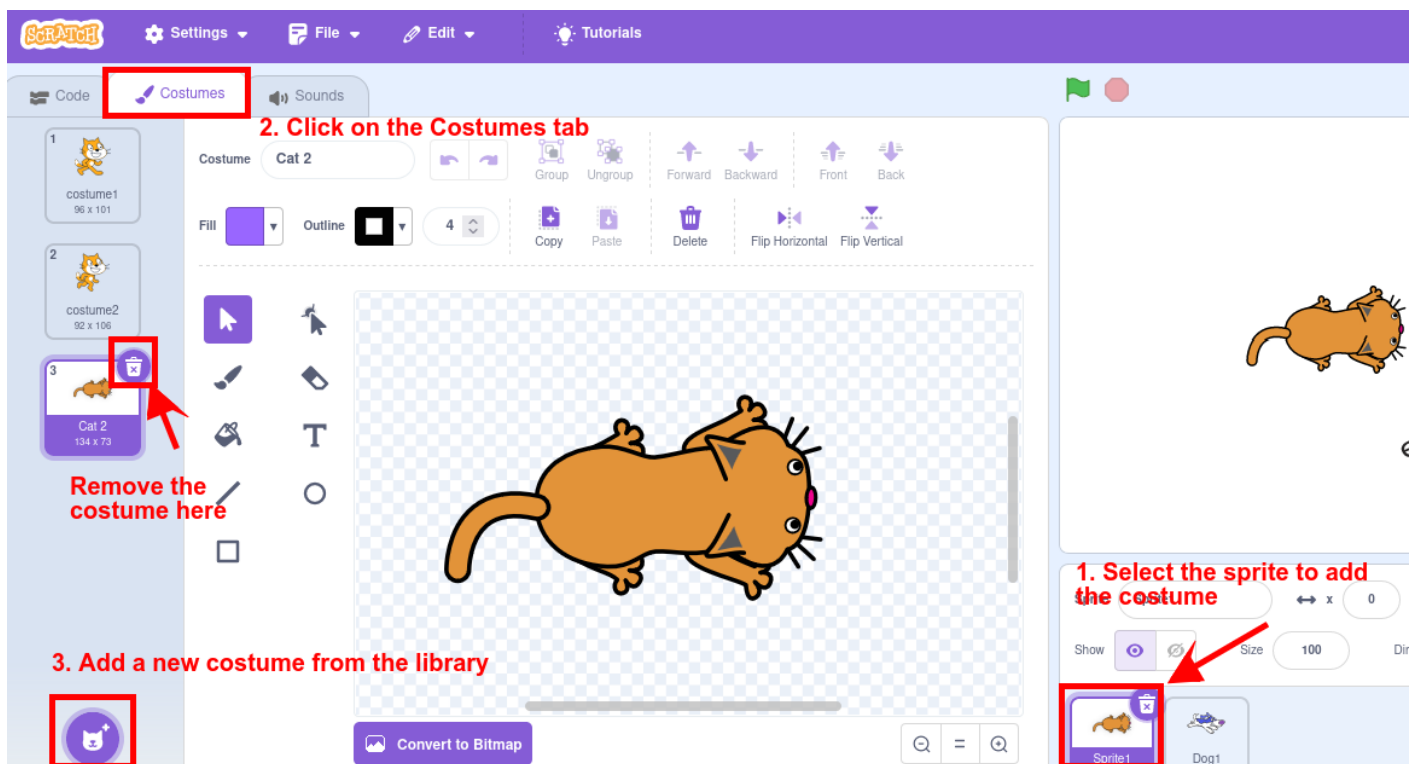 SCRATCH
Settings
File
Edit
Tutorials
Code
Costumes
Sounds
2. Click on the Costumes tab
1
costume1
96 x 101
2
costume2
92 x 106
3
Cat 2
134 x 73
Remove the
costume here
3. Add a new costume from the library
Costume
Cat 2
Group
Ungroup
Forward
Backward
Front
Back
Fill
Outline
4
Copy
Paste
Delete
Flip Horizontal
Flip Vertical
T
Convert to Bitmap
=
1. Select the sprite to add
the costume
x
0
Show
Size
100
Dir
Sprite1
Dog1